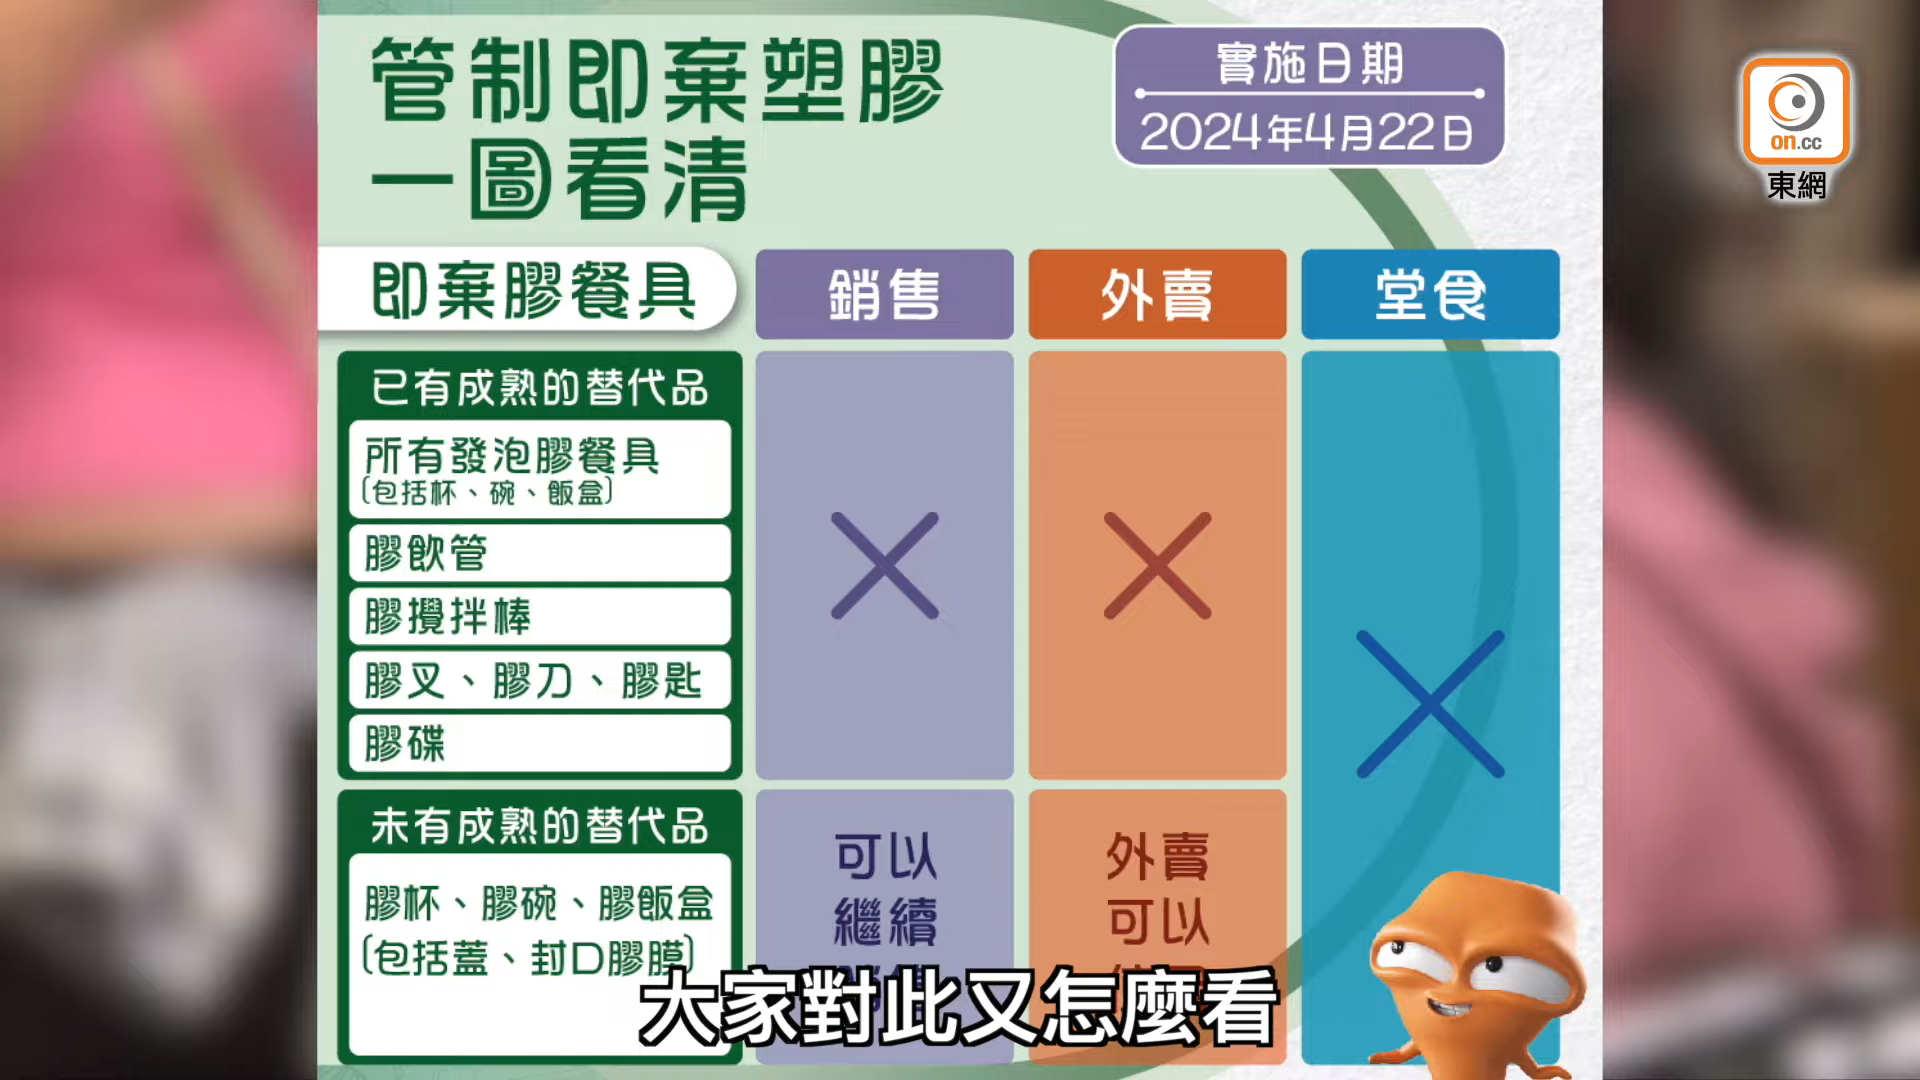 管制即棄塑膠
一圖看清
實施日期
2024年4月22日
on.cc
東網
即棄膠餐具
銷售
外賣
堂食
已有成熟的替代品
所有發泡膠餐具
(包括杯、碗、飯盒)
膠飲管
膠攪拌棒
膠叉、膠刀、膠匙
膠碟
未有成熟的替代品
膠杯、膠碗、膠飯盒
(包括蓋、封口膠膜)
可以
繼續
外賣
可以
大家對此又怎麼看